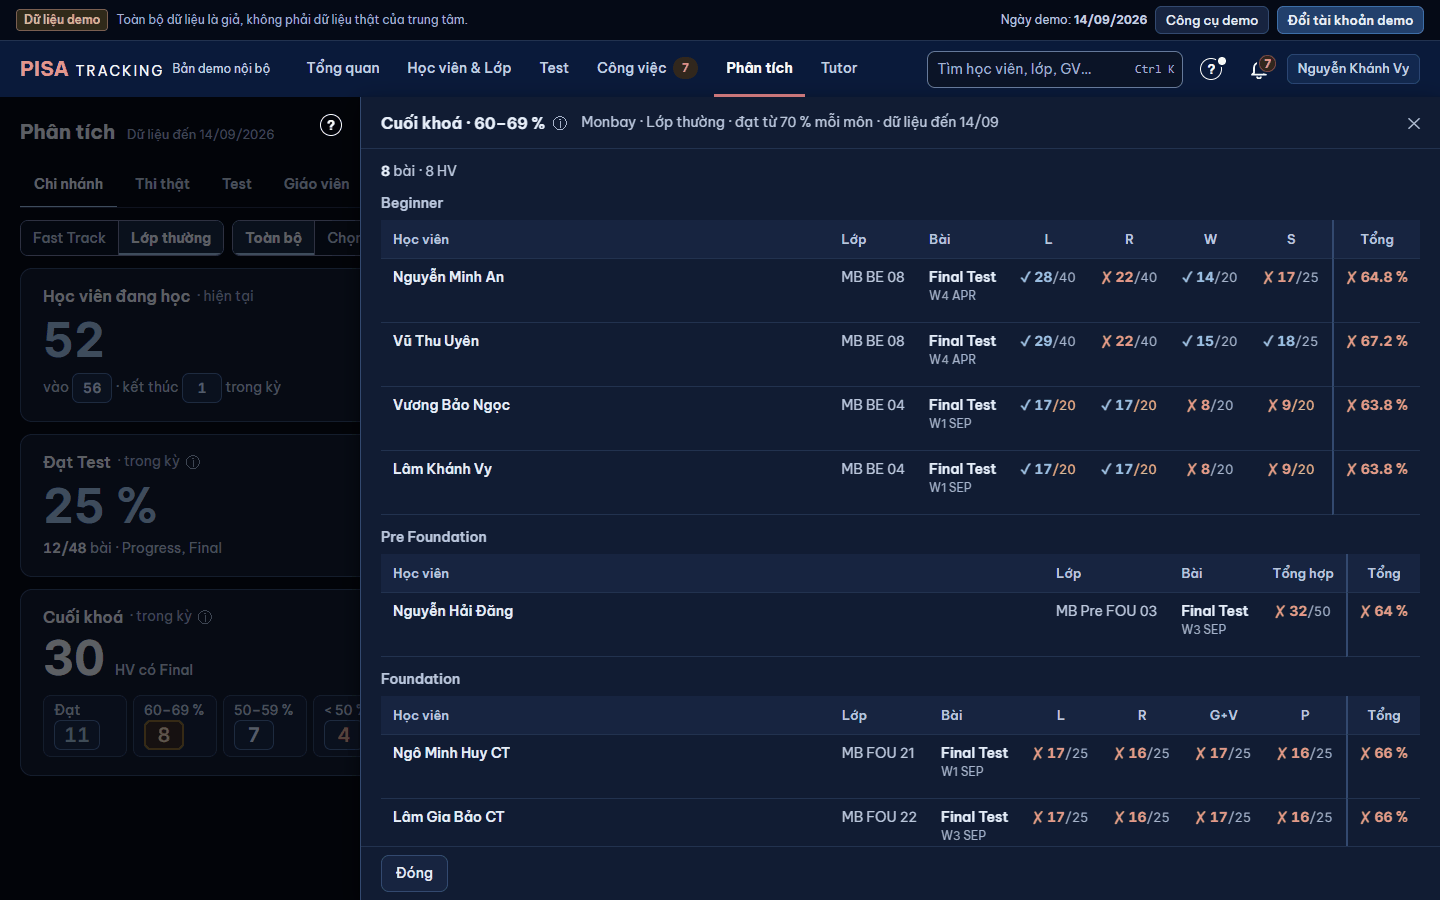 Dữ liệu demo Toàn bộ dữ liệu là giả, không phải dữ liệu thật của trung tâm. Ngày demo: 14/09/2026 Công cụ demo Đổi tài khoản demo
PISA TRACKING Bản demo nội bộ Tổng quan Học viên & Lớp Test Công việc 7 Phân tích Tutor Tìm học viên, lớp, GV... Ctrl K ? 7 Nguyễn Khánh Vy
Phân tích Dữ liệu đến 14/09/2026 ?
Chi nhánh Thi thật Test Giáo viên
Fast Track Lớp thường Toàn bộ Chọn
Học viên đang học · hiện tại
52
vào 56 · kết thúc 1 trong kỳ
Đạt Test · trong kỳ ⓘ
25 %
12/48 bài · Progress, Final
Cuối khoá · trong kỳ ⓘ
30 HV có Final
Đạt 60–69 % 50–59 % < 50 %
11 8 7 4
Cuối khoá · 60–69 % ⓘ Monbay · Lớp thường · đạt từ 70 % mỗi môn · dữ liệu đến 14/09
8 bài · 8 HV
Beginner
Học viên Lớp Bài L R W S Tổng
Nguyễn Minh An MB BE 08 Final Test ✓ 28/40 ✗ 22/40 ✓ 14/20 ✗ 17/25 ✗ 64.8 %
W4 APR
Vũ Thu Uyên MB BE 08 Final Test ✓ 29/40 ✗ 22/40 ✓ 15/20 ✓ 18/25 ✗ 67.2 %
W4 APR
Vương Bảo Ngọc MB BE 04 Final Test ✓ 17/20 ✓ 17/20 ✗ 8/20 ✗ 9/20 ✗ 63.8 %
W1 SEP
Lâm Khánh Vy MB BE 04 Final Test ✓ 17/20 ✓ 17/20 ✗ 8/20 ✗ 9/20 ✗ 63.8 %
W1 SEP
Pre Foundation
Học viên Lớp Bài Tổng hợp Tổng
Nguyễn Hải Đăng MB Pre FOU 03 Final Test ✗ 32/50 ✗ 64 %
W3 SEP
Foundation
Học viên Lớp Bài L R G+V P Tổng
Ngô Minh Huy CT MB FOU 21 Final Test ✗ 17/25 ✗ 16/25 ✗ 17/25 ✗ 16/25 ✗ 66 %
W1 SEP
Lâm Gia Bảo CT MB FOU 22 Final Test ✗ 17/25 ✗ 16/25 ✗ 17/25 ✗ 16/25 ✗ 66 %
W3 SEP
Đóng